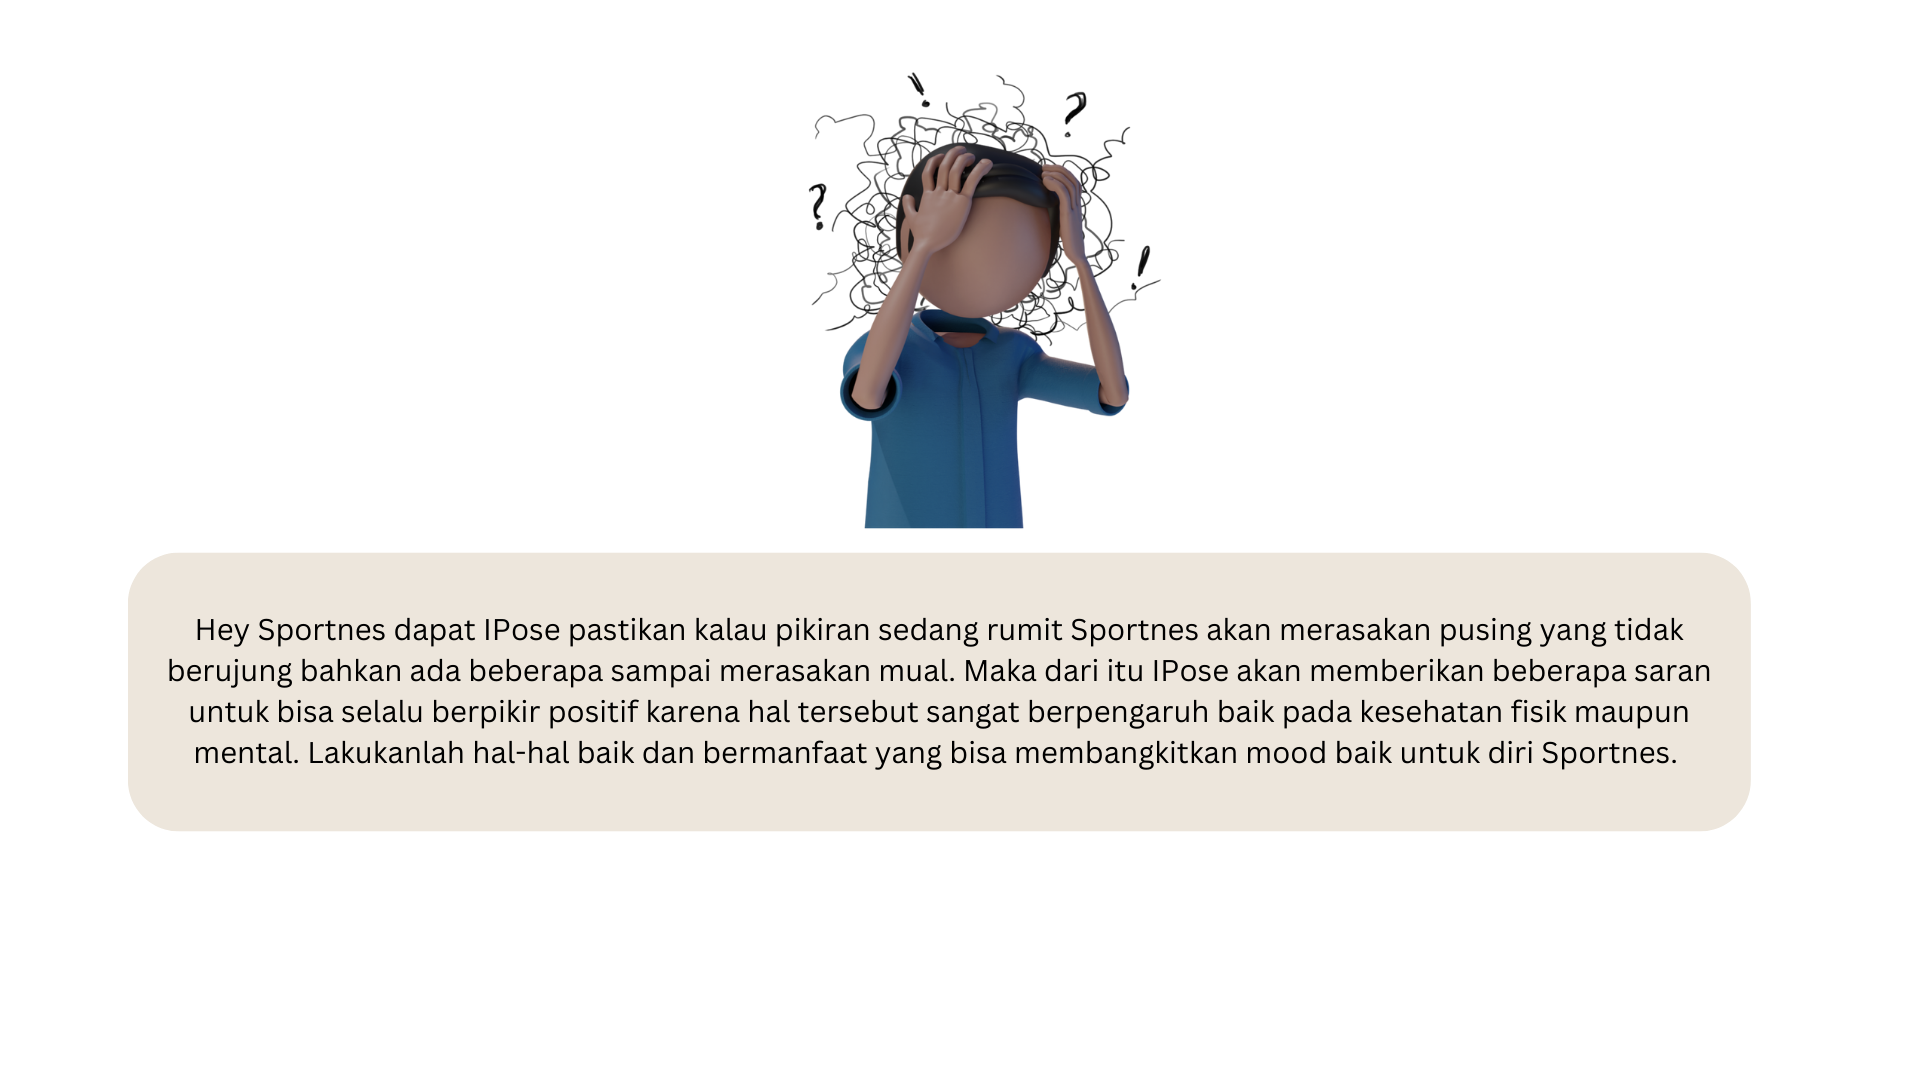 !
?
?
!
Hey Sportnes dapat IPose pastikan kalau pikiran sedang rumit Sportnes akan merasakan pusing yang tidak
berujung bahkan ada beberapa sampai merasakan mual. Maka dari itu IPose akan memberikan beberapa saran
untuk bisa selalu berpikir positif karena hal tersebut sangat berpengaruh baik pada kesehatan fisik maupun
mental. Lakukanlah hal-hal baik dan bermanfaat yang bisa membangkitkan mood baik untuk diri Sportnes.